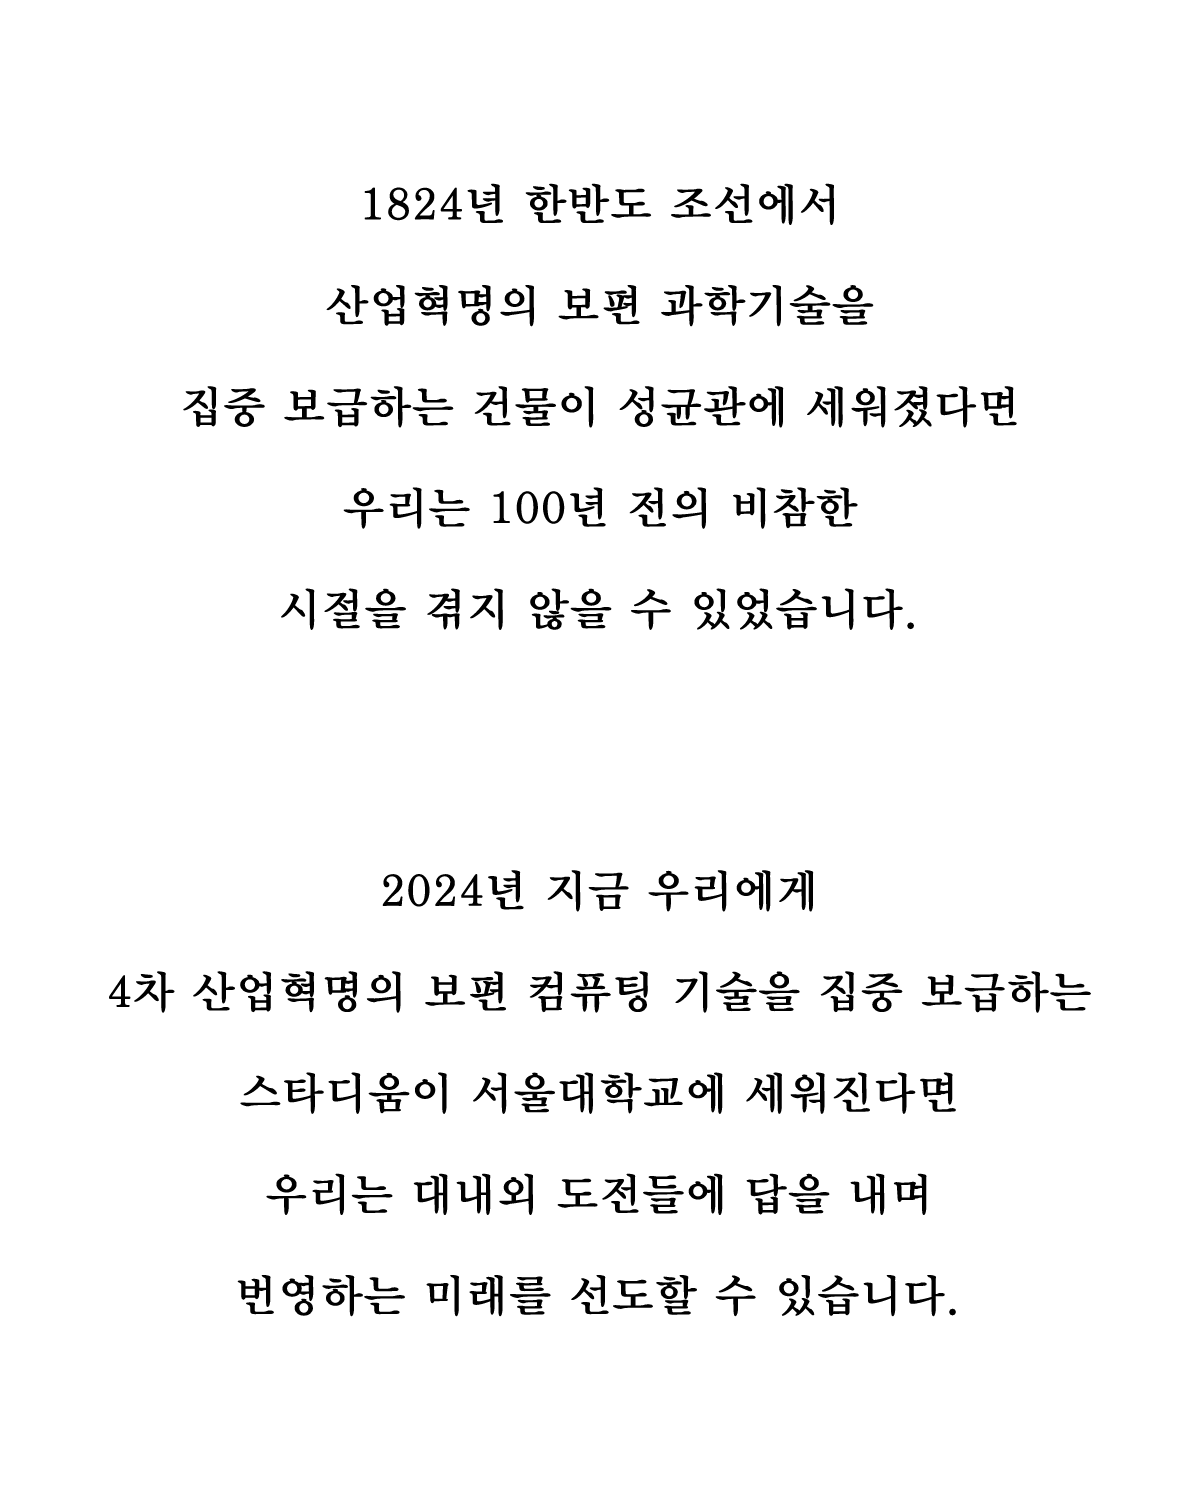 1824년 한반도 조선에서
산업혁명의 보편 과학기술을
집중 보급하는 건물이 성균관에 세워졌다면
우리는 100년 전의 비참한
시절을 겪지 않을 수 있었습니다.
2024년 지금 우리에게
4차 산업혁명의 보편 컴퓨팅 기술을 집중 보급하는
스타디움이 서울대학교에 세워진다면
우리는 대내외 도전들에 답을 내며
번영하는 미래를 선도할 수 있습니다.